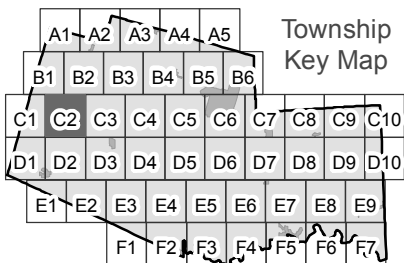 Township
Key Map
A1 A2 A3 A4 A5
B1 B2 B3 B4 B5 B6
C1 C2 C3 C4 C5 C6 C7 C8 C9 C10
D1 D2 D3 D4 D5 D6 D7 D8 D9 D10
E1 E2 E3 E4 E5 E6 E7 E8 E9
F1 F2 F3 F4 F5 F6 F7